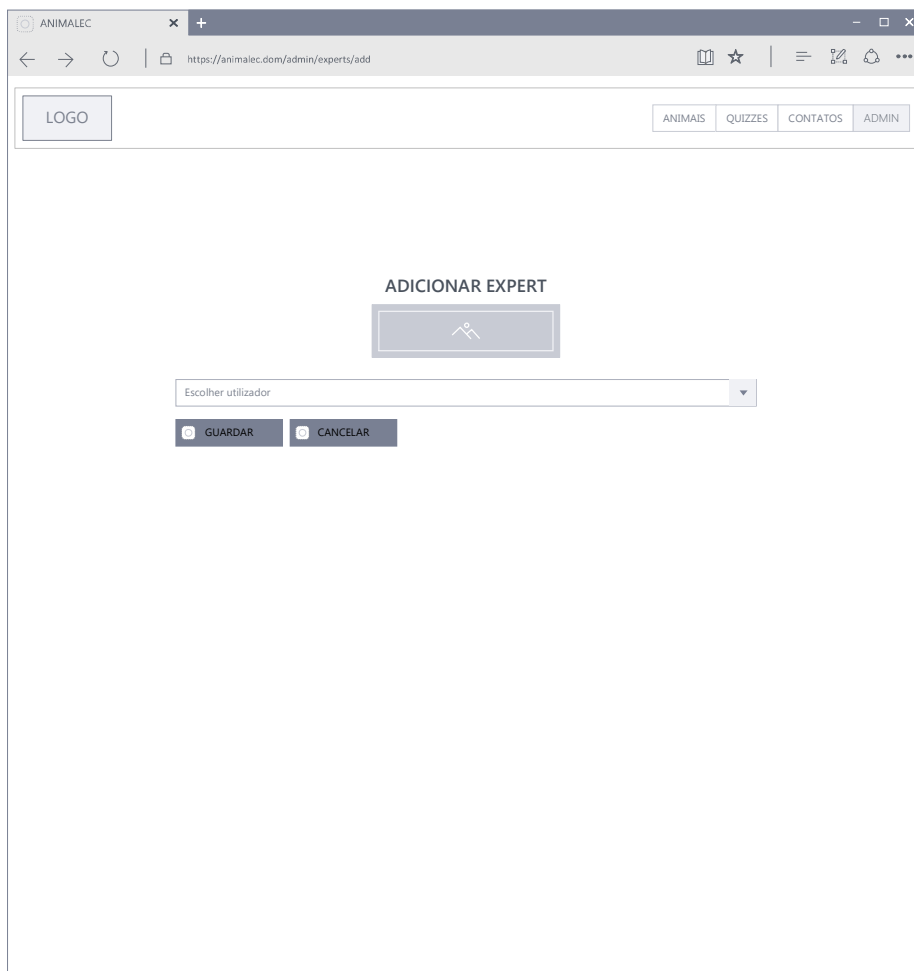 ANIMALEC
https://animalec.dom/admin/experts/add
LOGO
ANIMAIS QUIZZES CONTATOS ADMIN
ADICIONAR EXPERT
Escolher utilizador
GUARDAR CANCELAR